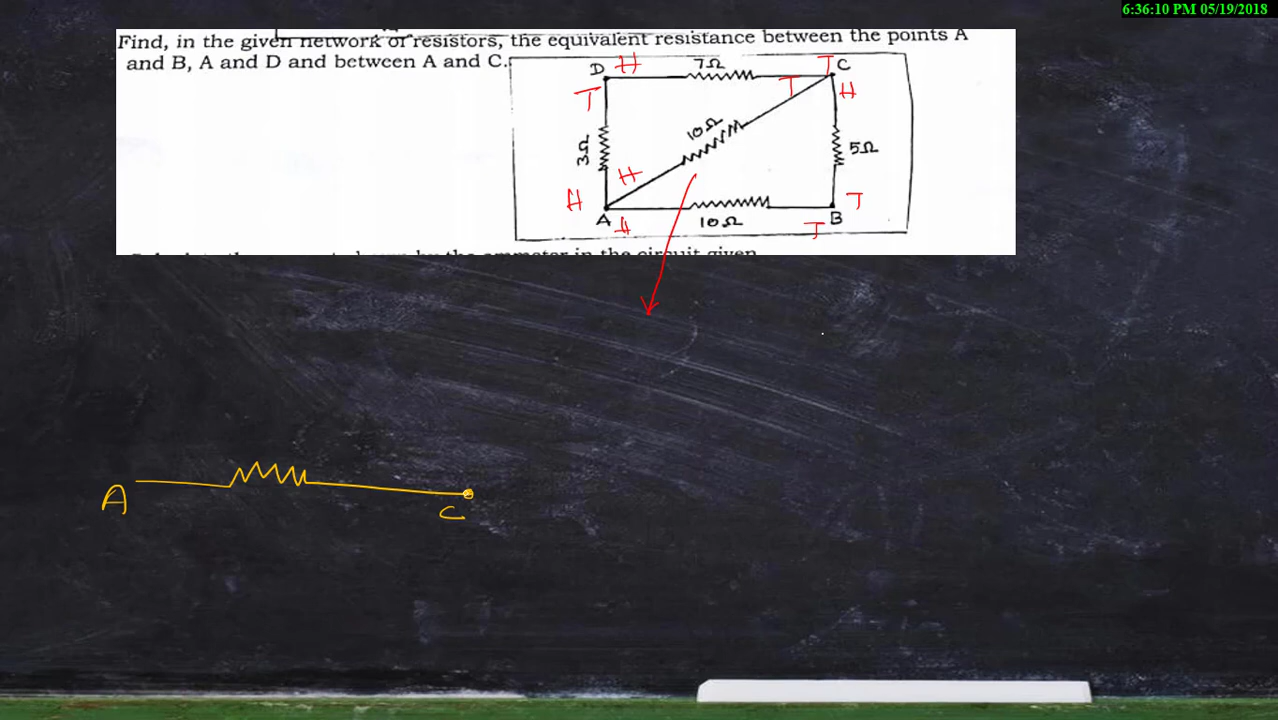 6:36:10 PM 05/19/2018
Find, in the given network of resistors, the equivalent resistance between the points A
and B, A and D and between A and C.
D H 7Ω T C
T T H
10Ω
3Ω 5Ω
H
H T
A 10Ω B
H T
A C